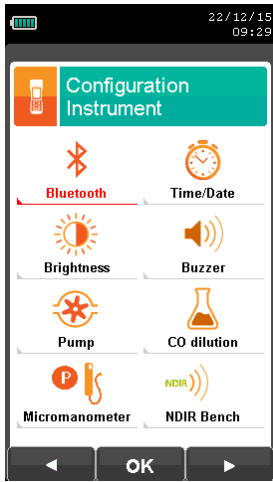 22/12/15
09:29
Configuration
Instrument
Bluetooth
Time/Date
Brightness
Buzzer
Pump
CO dilution
P
NDIR
Micromanometer
NDIR Bench
OK